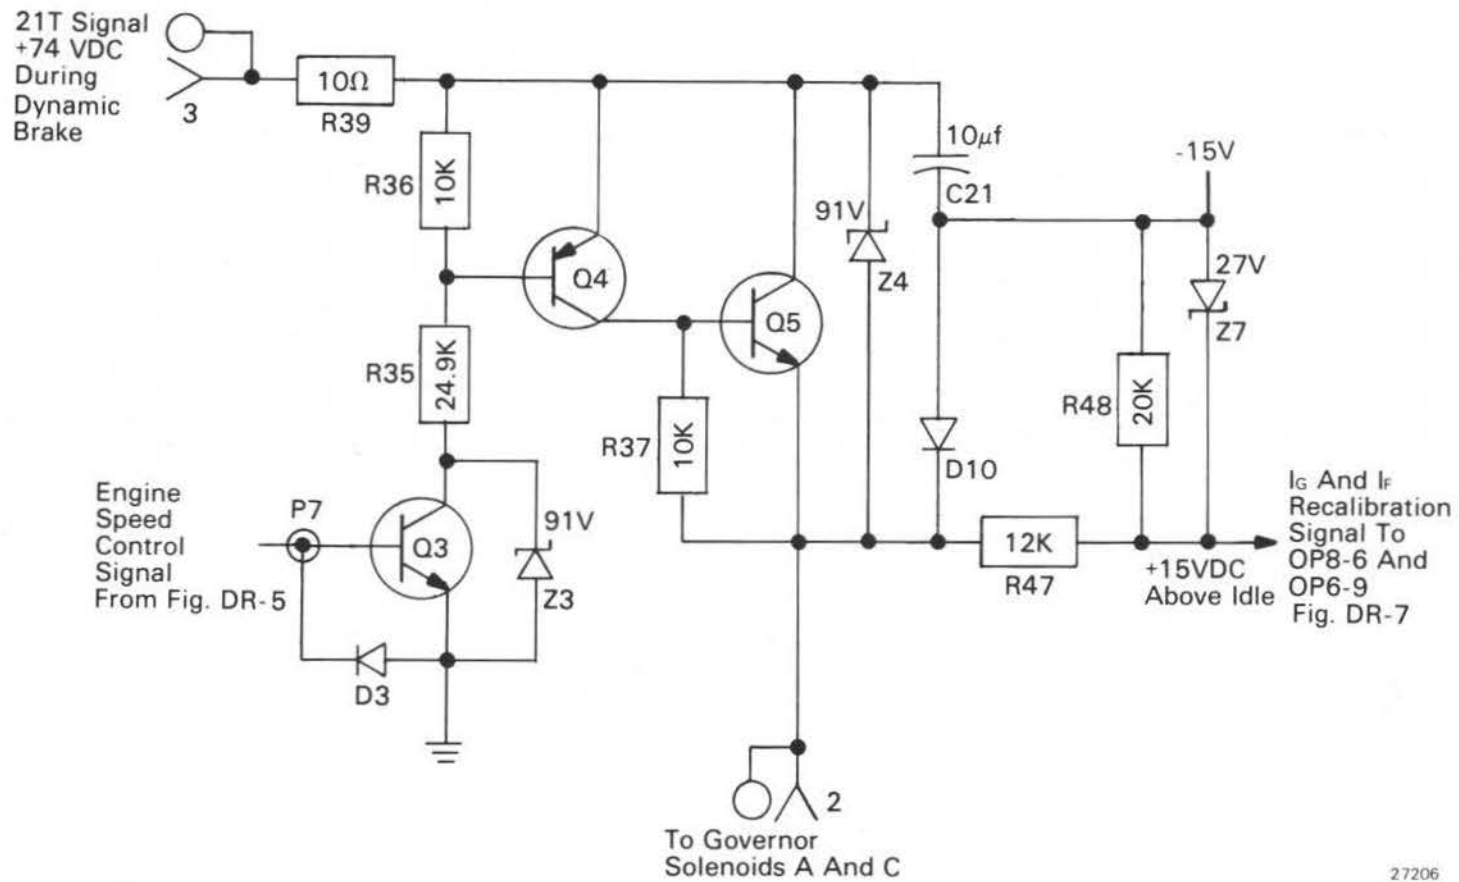 21T Signal
+74 VDC
During
Dynamic
Brake
3
10Ω
R39
R36
10K
R35
24.9K
Q4
Q5
R37
10K
91V
Z4
10µf
C21
-15V
27V
Z7
R48
20K
D10
12K
R47
+15VDC
Above Idle
IG And IF
Recalibration
Signal To
OP8-6 And
OP6-9
Fig. DR-7
Engine
Speed
Control
Signal
From Fig. DR-5
P7
Q3
91V
Z3
D3
2
To Governor
Solenoids A And C
27206